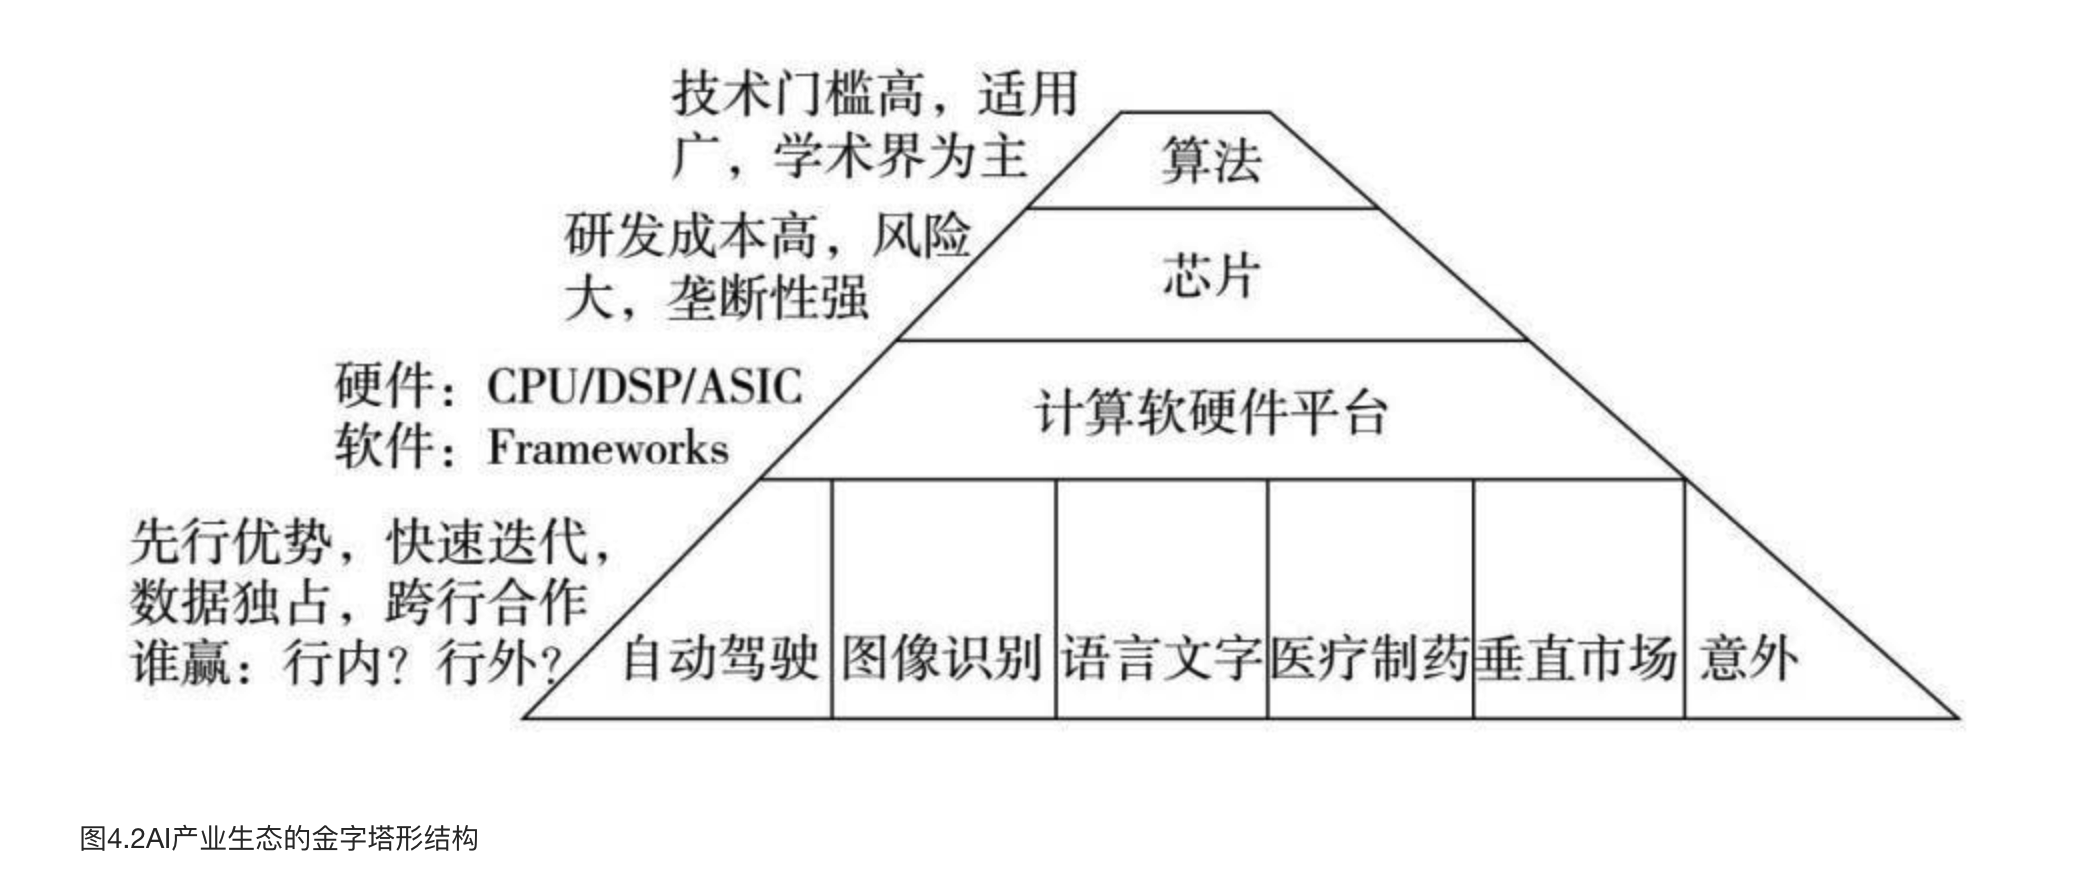 技术门槛高，适用
广，学术界为主
算法
研发成本高，风险
大，垄断性强
芯片
硬件：CPU/DSP/ASIC
软件：Frameworks
计算软硬件平台
先行优势，快速迭代，
数据独占，跨行合作
谁赢：行内？行外？
自动驾驶
图像识别
语言文字
医疗制药
垂直市场
意外
图4.2AI产业生态的金字塔形结构